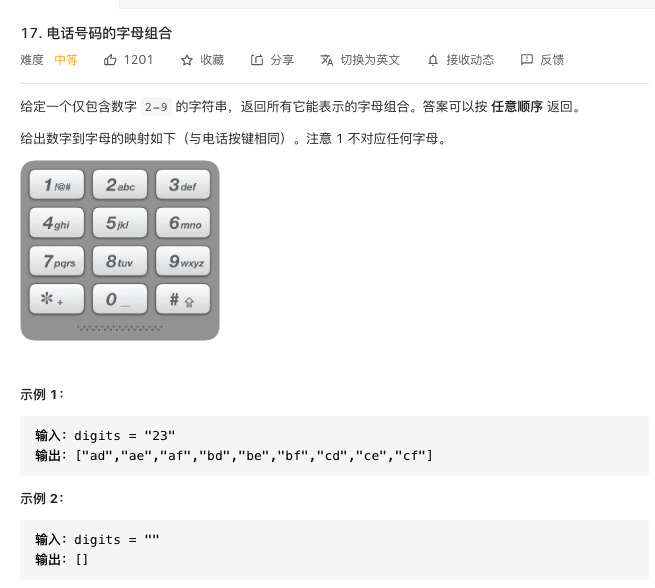 17. 电话号码的字母组合
难度 中等 1201 收藏 分享 切换为英文 接收动态 反馈
给定一个仅包含数字 2-9 的字符串，返回所有它能表示的字母组合。答案可以按 任意顺序 返回。
给出数字到字母的映射如下（与电话按键相同）。注意 1 不对应任何字母。
1 !@# 2 abc 3 def
4 ghi 5 jkl 6 mno
7 pqrs 8 tuv 9 wxyz
* + 0 _ #
示例 1：
输入：digits = "23"
输出：["ad","ae","af","bd","be","bf","cd","ce","cf"]
示例 2：
输入：digits = ""
输出：[]